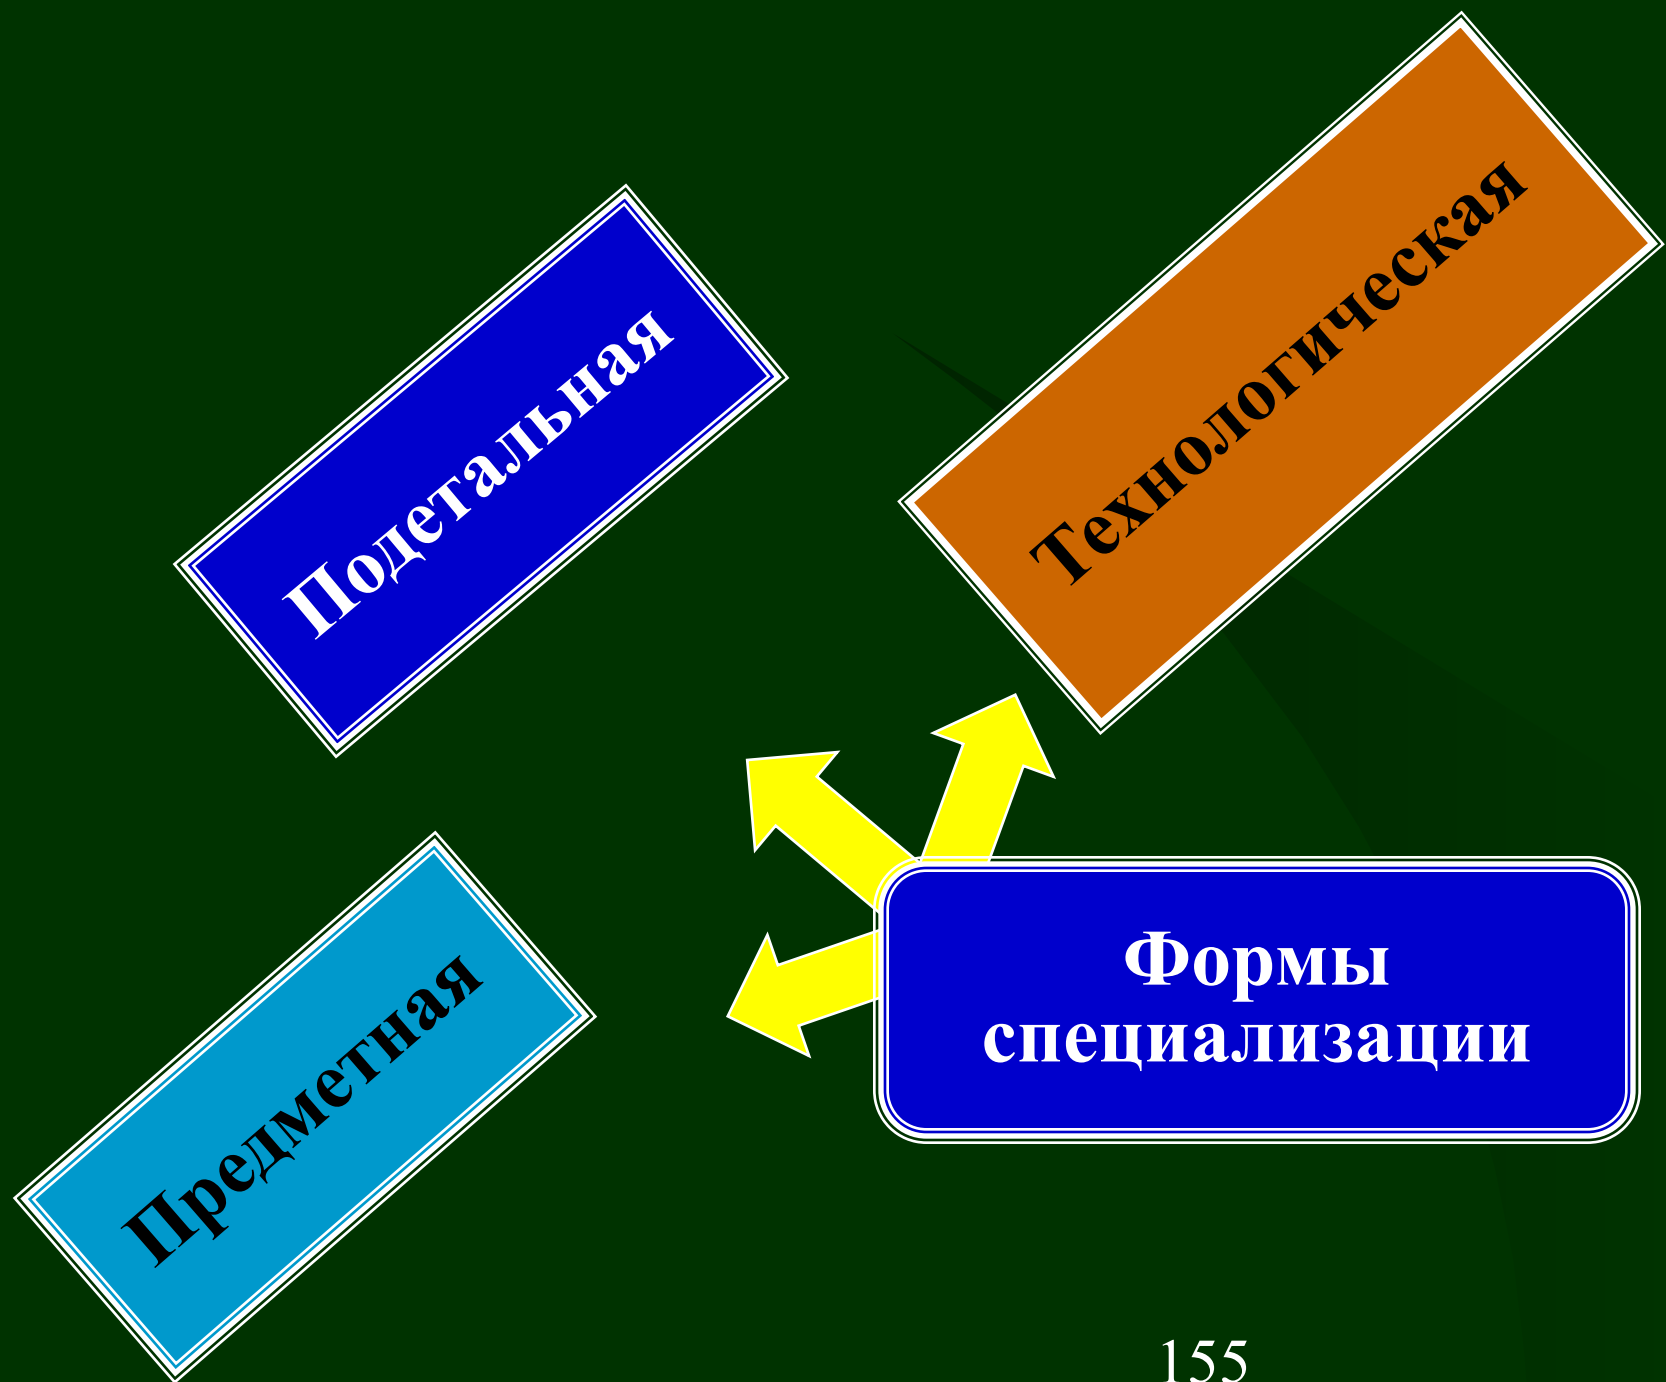 Технологическая
Подетальная
Предметная
Формы
специализации
155